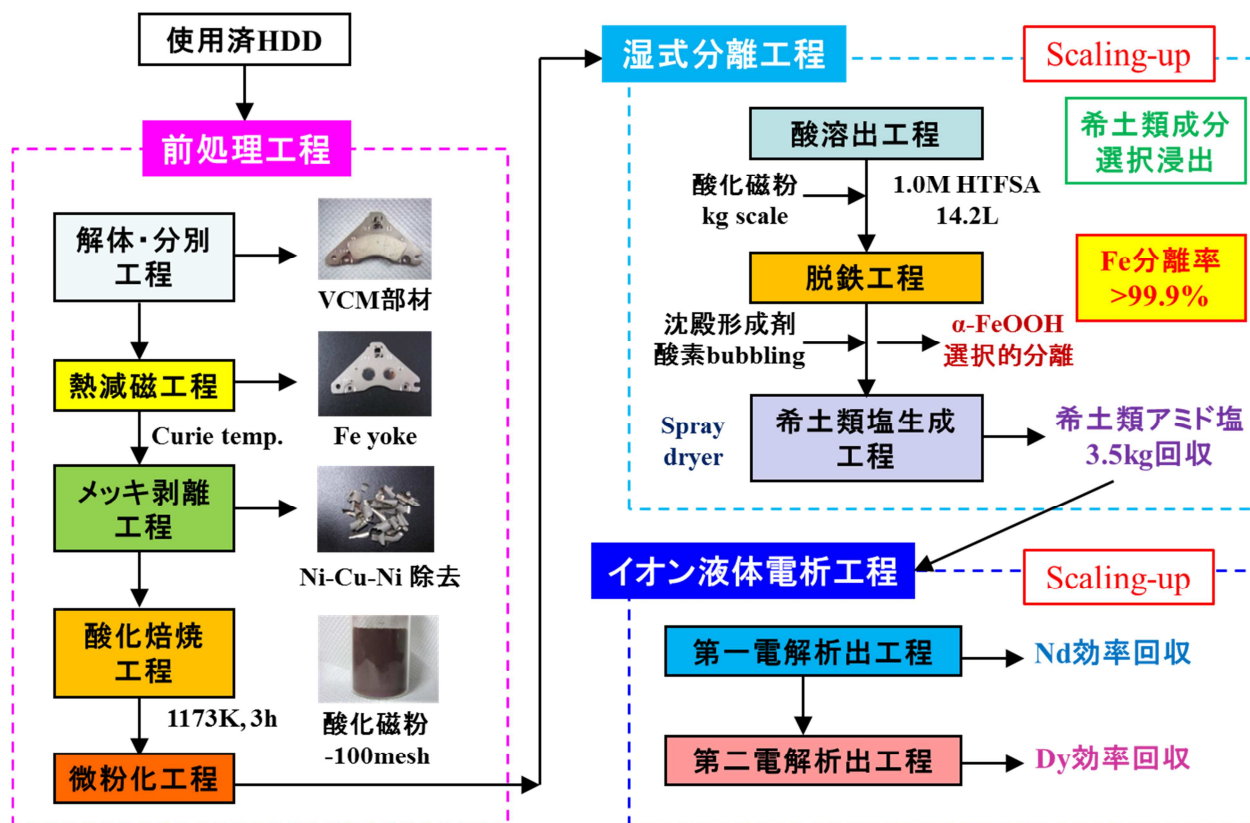 使用済HDD
前処理工程
解体・分別
工程
VCM部材
熱減磁工程
Curie temp.
Fe yoke
メッキ剥離
工程
Ni-Cu-Ni 除去
酸化焙焼
工程
1173K, 3h
酸化磁粉
-100mesh
微粉化工程
湿式分離工程
Scaling-up
酸溶出工程
希土類成分
選択浸出
酸化磁粉
kg scale
1.0M HTFSA
14.2L
脱鉄工程
Fe分離率
>99.9%
沈殿形成剤
酸素bubbling
α-FeOOH
選択的分離
Spray
dryer
希土類塩生成
工程
希土類アミド塩
3.5kg回収
イオン液体電析工程
Scaling-up
第一電解析出工程
Nd効率回収
第二電解析出工程
Dy効率回収